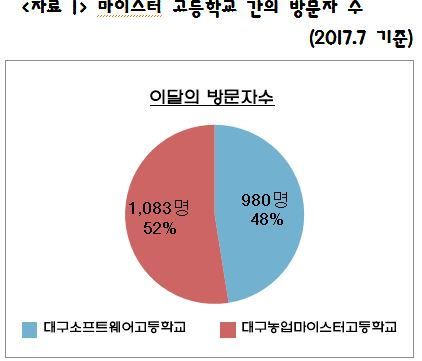 <자료 1> 마이스터 고등학교 간의 방문자 수
(2017.7 기준)
이달의 방문자수
1,083명
52%
980명
48%
대구소프트웨어고등학교
대구농업마이스터고등학교